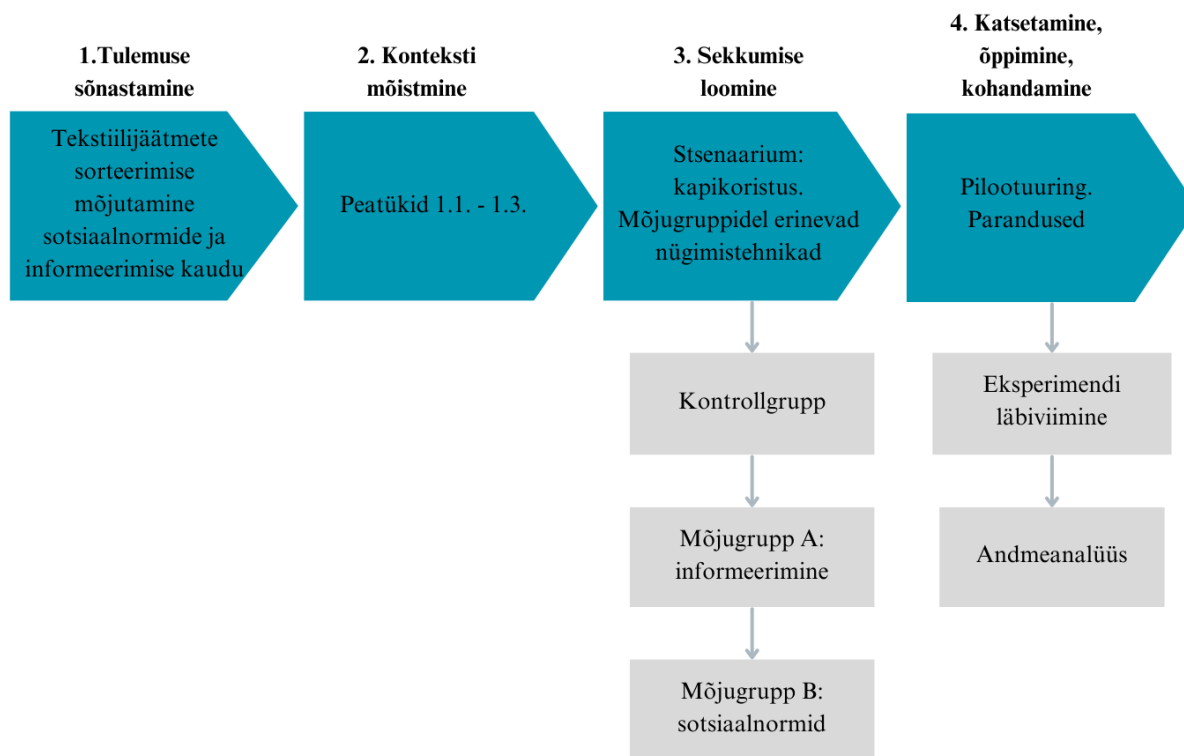 1.Tulemuse
sõnastamine
Tekstiilijäätmete
sorteerimise
mõjutamine
sotsiaalnormide ja
informeerimise kaudu
2. Konteksti
mõistmine
Peatükid 1.1. - 1.3.
3. Sekkumise
loomine
Stsenaarium:
kapikoristus.
Mõjugruppidel erinevad
nügimistehnikad
Kontrollgrupp
Mõjugrupp A:
informeerimine
Mõjugrupp B:
sotsiaalnormid
4. Katsetamine,
õppimine,
kohandamine
Pilootuuring.
Parandused
Eksperimendi
läbiviimine
Andmeanalüüs